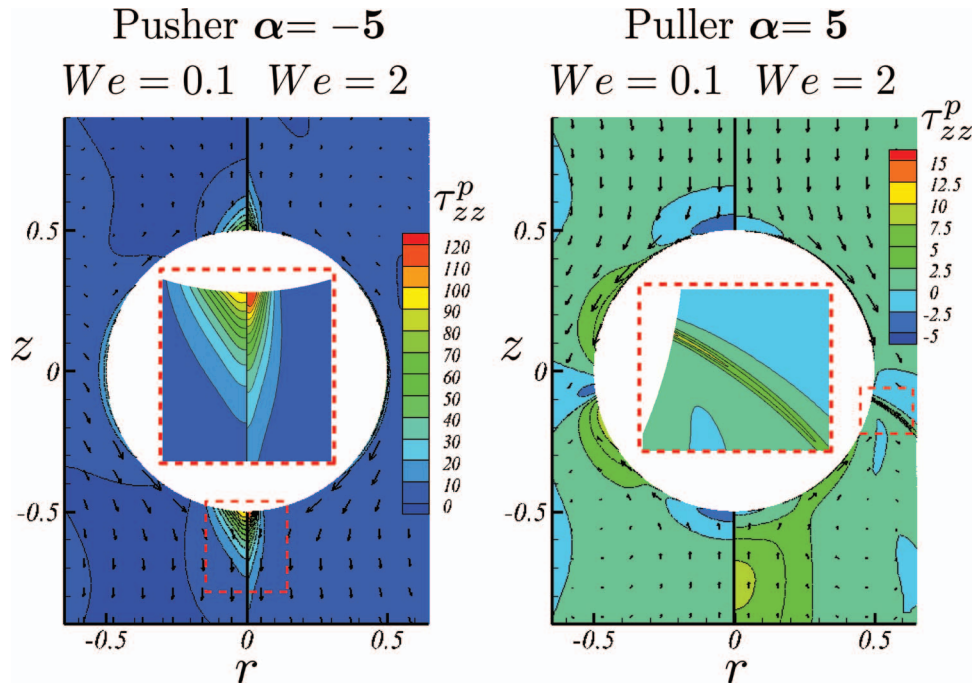 Pusher α= −5
We = 0.1 We = 2
τ^p_zz
120
110
100
90
80
70
60
50
40
30
20
10
0
z
0.5
0
-0.5
-0.5 0 0.5
r
Puller α= 5
We = 0.1 We = 2
τ^p_zz
15
12.5
10
7.5
5
2.5
0
-2.5
-5
z
0.5
0
-0.5
-0.5 0 0.5
r